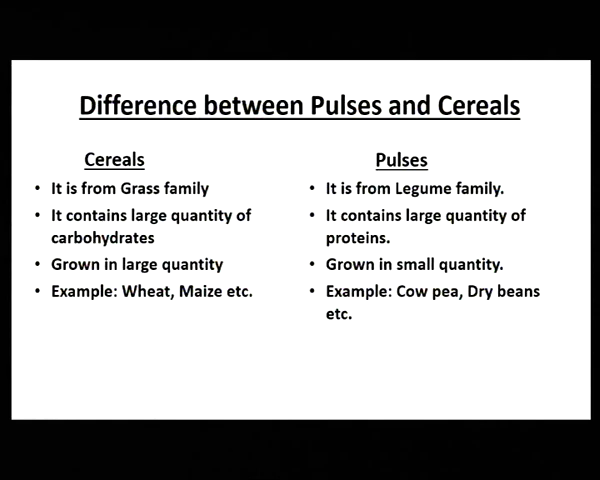 Difference between Pulses and Cereals
Cereals
• It is from Grass family
• It contains large quantity of
carbohydrates
• Grown in large quantity
• Example: Wheat, Maize etc.
Pulses
• It is from Legume family.
• It contains large quantity of
proteins.
• Grown in small quantity.
• Example: Cow pea, Dry beans
etc.